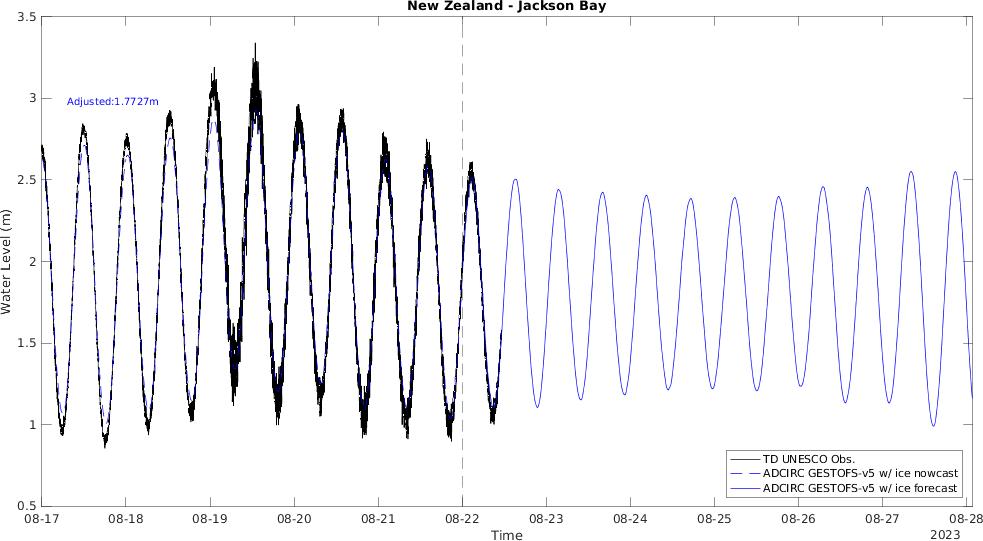 New Zealand - Jackson Bay
3.5
3
2.5
2
1.5
1
0.5
Water Level (m)
Adjusted:1.7727m
TD UNESCO Obs.
ADCIRC GESTOFS-v5 w/ ice nowcast
ADCIRC GESTOFS-v5 w/ ice forecast
08-17 08-18 08-19 08-20 08-21 08-22 08-23 08-24 08-25 08-26 08-27 08-28
Time
2023